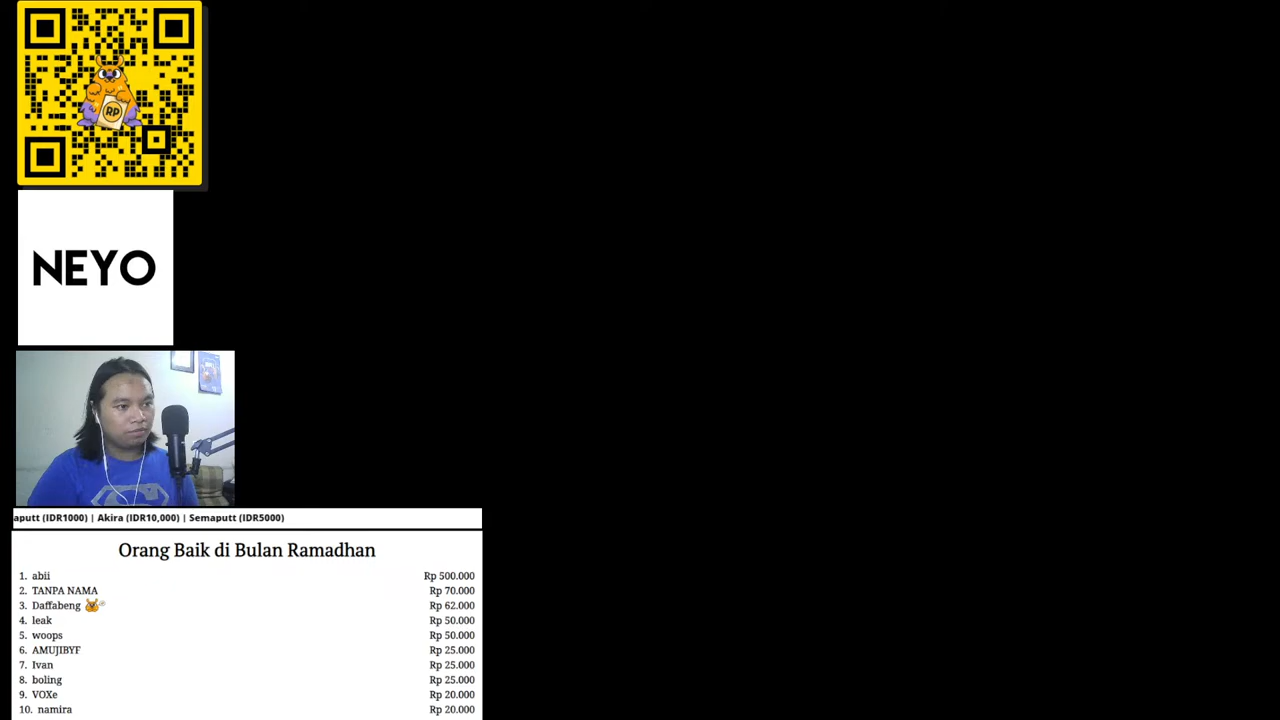 RP
NEYO
aputt (IDR1000) | Akira (IDR10,000) | Semaputt (IDR5000)
Orang Baik di Bulan Ramadhan
1. abii Rp 500.000
2. TANPA NAMA Rp 70.000
3. Daffabeng Rp 62.000
4. leak Rp 50.000
5. woops Rp 50.000
6. AMUJIBYF Rp 25.000
7. Ivan Rp 25.000
8. boling Rp 25.000
9. VOXe Rp 20.000
10. namira Rp 20.000